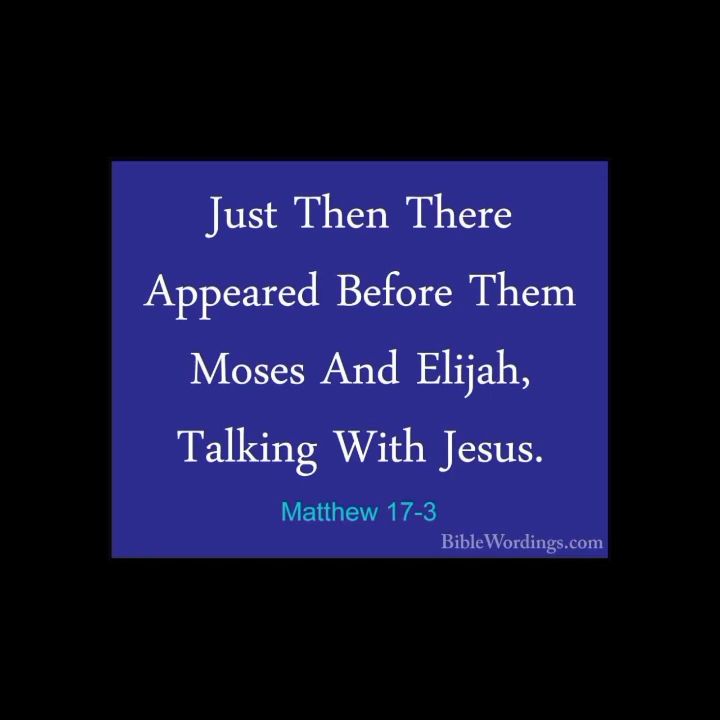 Just Then There
Appeared Before Them
Moses And Elijah,
Talking With Jesus.
Matthew 17-3
BibleWordings.com